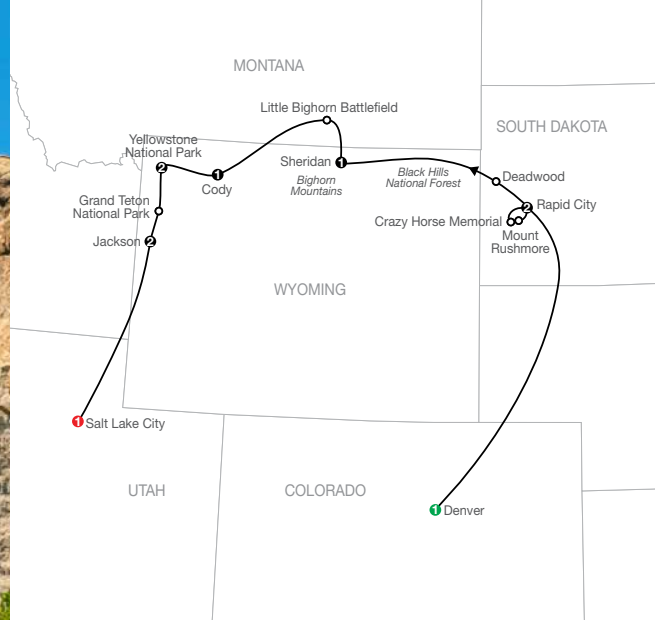 MONTANA
Little Bighorn Battlefield
SOUTH DAKOTA
Yellowstone
National Park
2
1
Cody
Sheridan
1
Bighorn
Mountains
Black Hills
National Forest
Deadwood
2
Rapid City
Grand Teton
National Park
Crazy Horse Memorial
Mount
Rushmore
Jackson
2
WYOMING
1
Salt Lake City
UTAH
COLORADO
1
Denver